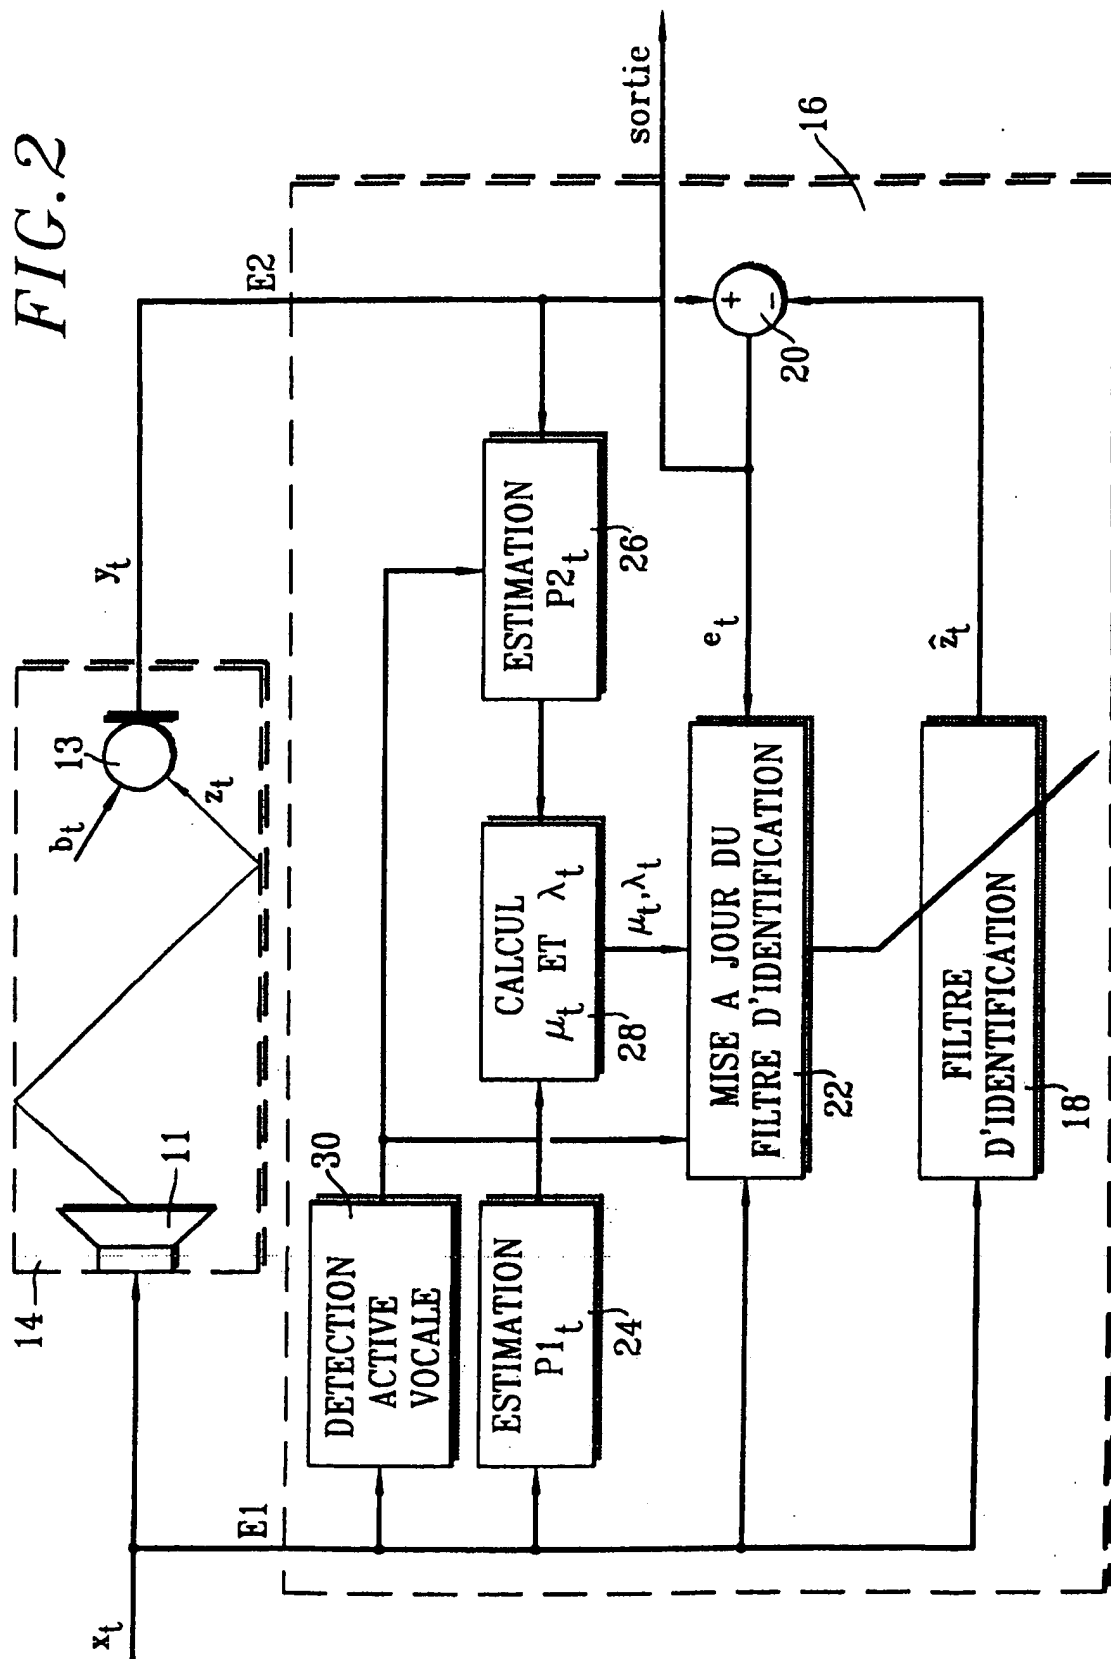 FIG.2
14
11
b_t
13
z_t
y_t
x_t
E1
E2
DETECTION
ACTIVE
VOCALE
30
ESTIMATION
P1_t
24
CALCUL
μ_t ET λ_t
28
ESTIMATION
P2_t
26
μ_t,λ_t
sortie
16
MISE A JOUR DU
FILTRE D'IDENTIFICATION
22
e_t
+
−
20
FILTRE
D'IDENTIFICATION
18
ẑ_t